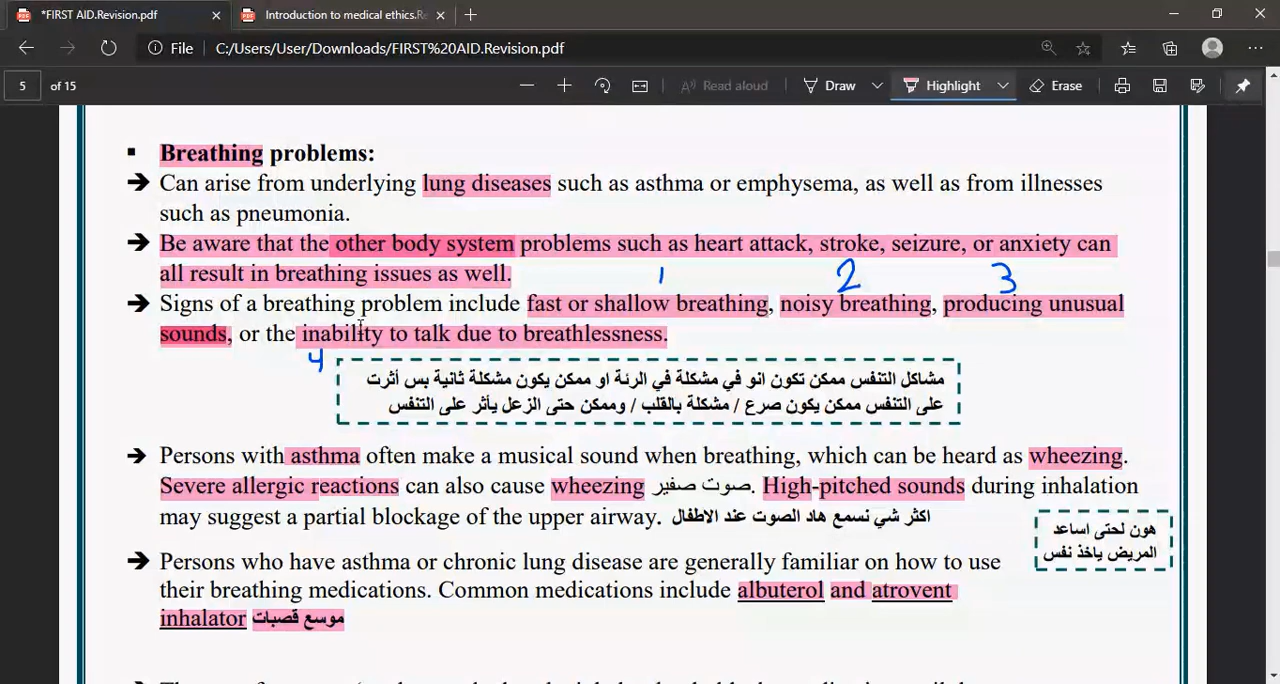 *FIRST AID.Revision.pdf
Introduction to medical ethics.Re
File
C:/Users/User/Downloads/FIRST%20AID.Revision.pdf
5 of 15
Read aloud
Draw
Highlight
Erase
Breathing problems:
Can arise from underlying lung diseases such as asthma or emphysema, as well as from illnesses
such as pneumonia.
Be aware that the other body system problems such as heart attack, stroke, seizure, or anxiety can
all result in breathing issues as well.
1 2 3
Signs of a breathing problem include fast or shallow breathing, noisy breathing, producing unusual
sounds, or the inability to talk due to breathlessness.
4
مشاكل التنفس ممكن تكون انو في مشكلة في الرئة او ممكن يكون مشكلة ثانية بس أثرت
على التنفس ممكن يكون صرع / مشكلة بالقلب / وممكن حتى الزعل يأثر على التنفس
Persons with asthma often make a musical sound when breathing, which can be heard as wheezing.
Severe allergic reactions can also cause wheezing صوت صفير. High-pitched sounds during inhalation
may suggest a partial blockage of the upper airway. اكثر شي نسمع هاد الصوت عند الاطفال
هون لحتى اساعد
المريض ياخذ نفس
Persons who have asthma or chronic lung disease are generally familiar on how to use
their breathing medications. Common medications include albuterol and atrovent
inhalator موسع قصبات